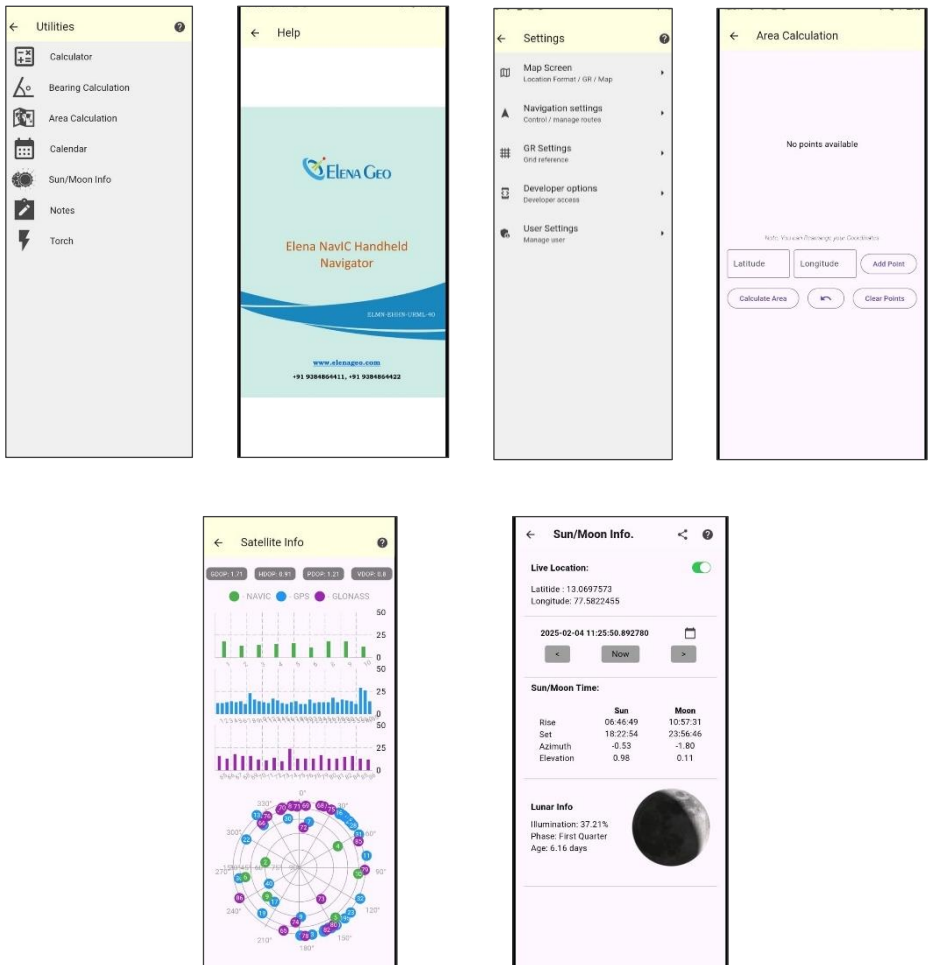 Utilities
Calculator
Bearing Calculation
Area Calculation
Calendar
Sun/Moon Info
Notes
Torch
Help
ELENA GEO
Elena NavIC Handheld
Navigator
www.elenageo.com
+91 9384864411, +91 9384864422
Settings
Map Screen
Location Format / GR / Map
Navigation settings
Control / manage routes
GR Settings
Grid reference
Developer options
Developer access
User Settings
Manage user
Area Calculation
No points available
Note: You can Rearrange your Coordinates
Latitude Longitude Add Point
Calculate Area Clear Points
Satellite Info
GDOP: 1.71 HDOP: 0.91 PDOP: 1.21 VDOP: 0.8
- NAVIC - GPS - GLONASS
50
25
0
50
25
0
50
25
0
0°
330° 30°
300° 60°
270° 90°
240° 120°
210° 150°
180°
Sun/Moon Info.
Live Location:
Latitide : 13.0697573
Longitude: 77.5822455
2025-02-04 11:25:50.892780
< Now >
Sun/Moon Time:
Sun Moon
Rise 06:46:49 10:57:31
Set 18:22:54 23:56:46
Azimuth -0.53 -1.80
Elevation 0.98 0.11
Lunar Info
Illumination: 37.21%
Phase: First Quarter
Age: 6.16 days